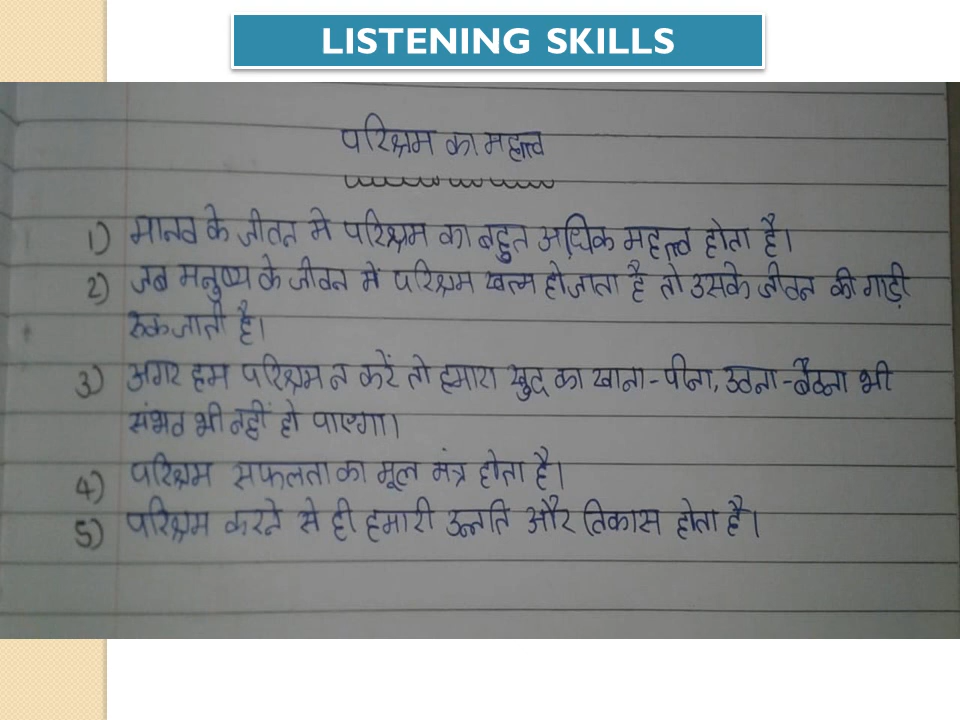 LISTENING SKILLS
परिश्रम का महत्त्व
1) मानव के जीवन मे परिश्रम का बहुत अधिक महत्त्व होता है।
2) जब मनुष्य के जीवन में परिश्रम खत्म हो जाता है तो उसके जीवन की गाड़ी
रुक जाती है।
3) अगर हम परिश्रम न करें तो हमारा खुद का खाना-पीना, उठना-बैठना भी
संभव भी नहीं हो पाएगा।
4) परिश्रम सफलता का मूल मंत्र होता है।
5) परिश्रम करने से ही हमारी उन्नति और विकास होता है।